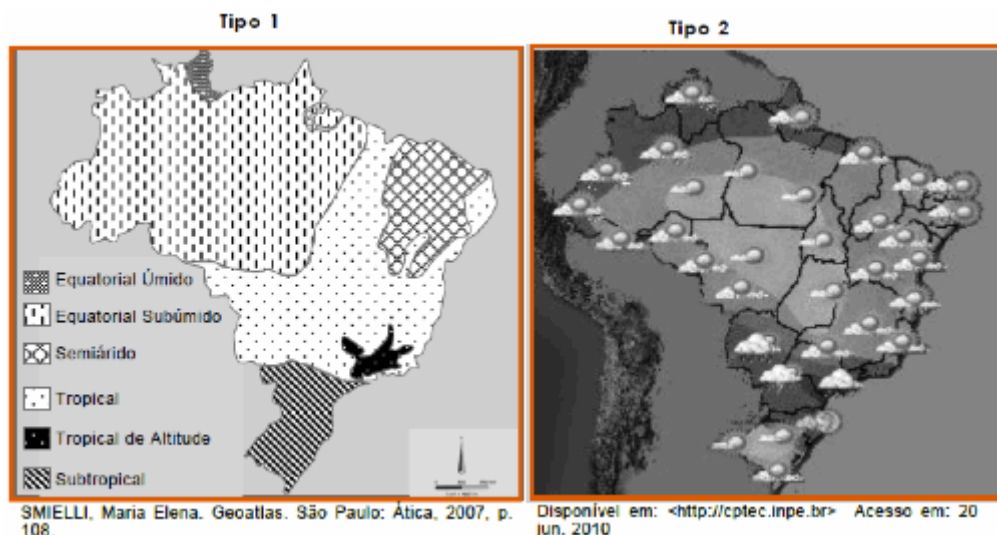 Tipo 1
Tipo 2
Equatorial Úmido
Equatorial Subúmido
Semiárido
Tropical
Tropical de Altitude
Subtropical
SMIELLI, Maria Elena. Geoatlas. São Paulo: Ática, 2007, p.
108.
Disponível em: <http://cptec.inpe.br> Acesso em: 20
jun. 2010